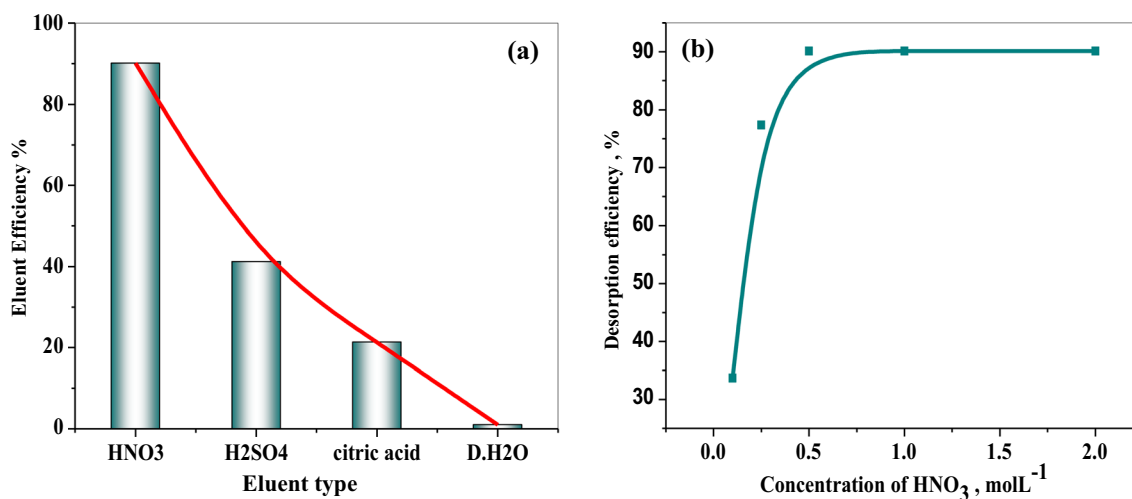 (a)
Eluent Efficiency %
100
80
60
40
20
0
HNO3 H2SO4 citric acid D.H2O
Eluent type
(b)
Desorption efficiency , %
90
80
70
60
50
40
30
0.0 0.5 1.0 1.5 2.0
Concentration of HNO₃ , molL⁻¹